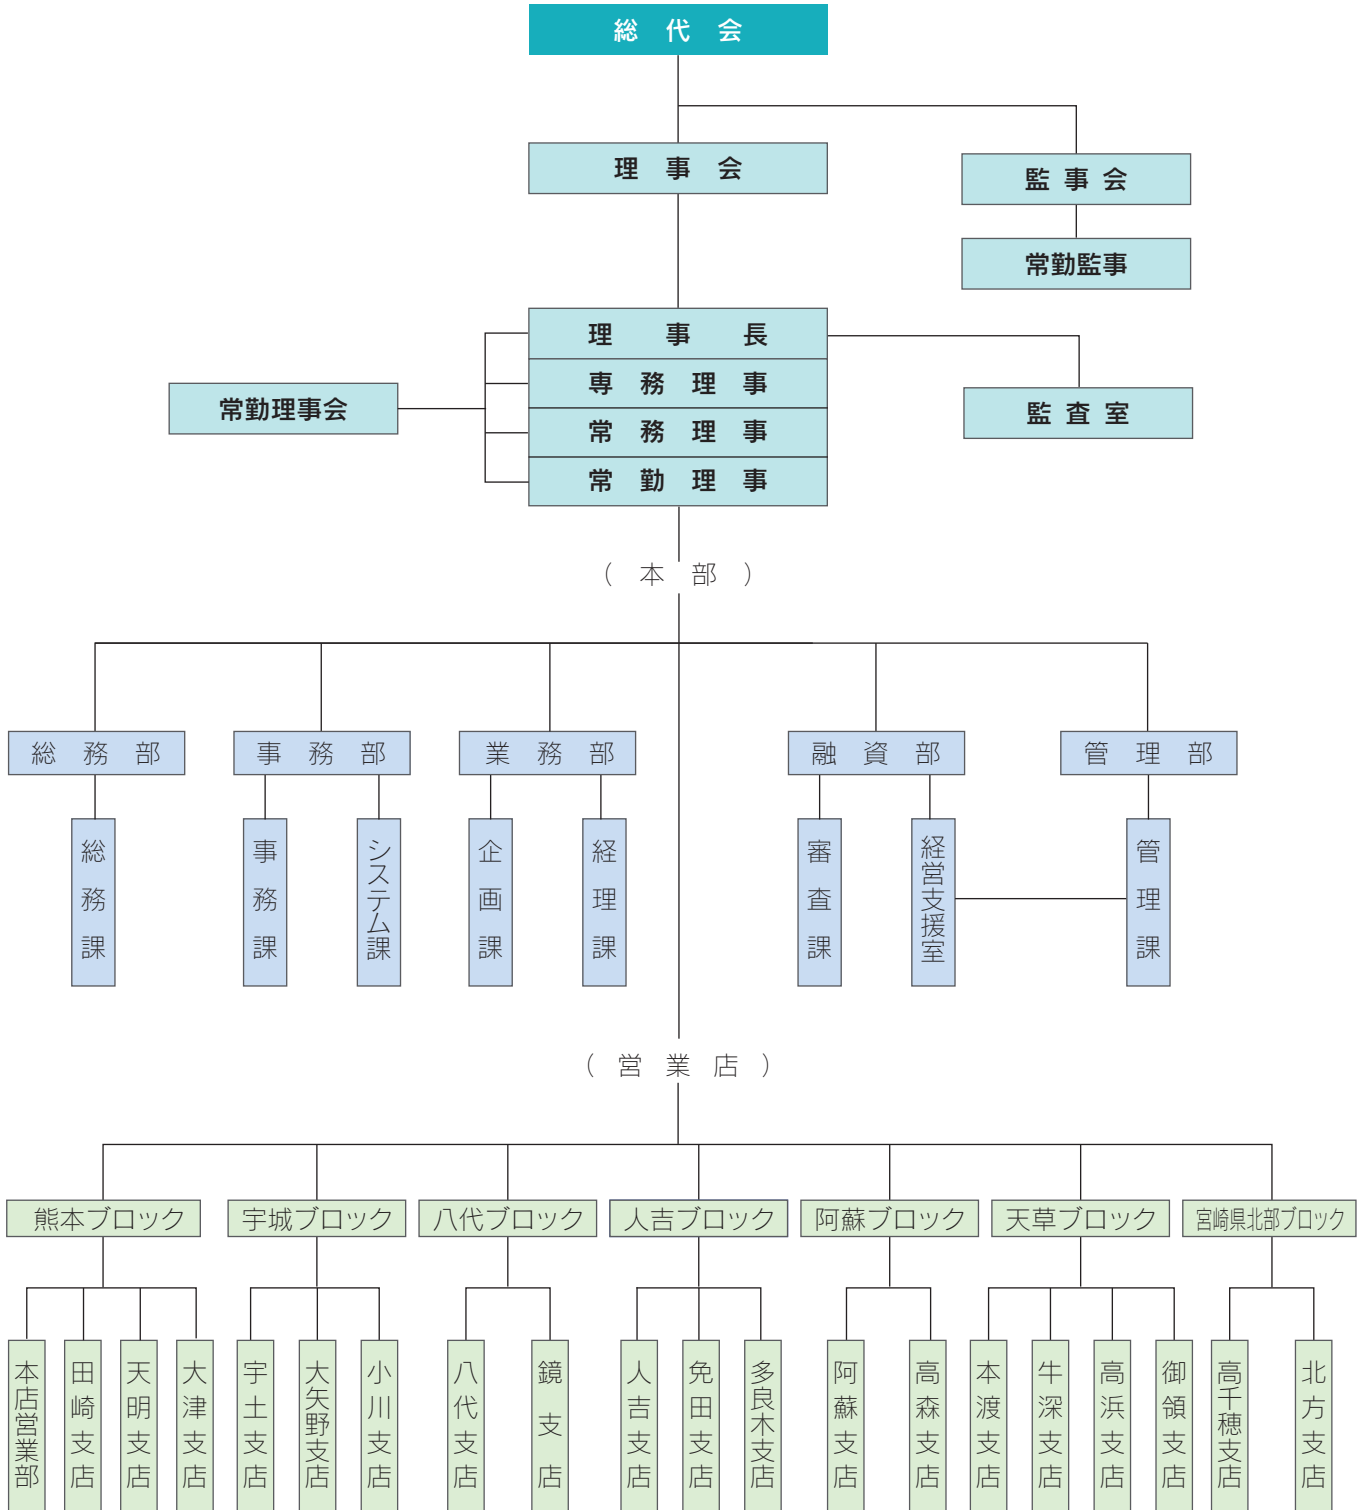 総代会
理事会
監事会
常勤監事
理事長
専務理事
常務理事
常勤理事
常勤理事会
監査室
（本部）
総務部
事務部
業務部
融資部
管理部
総務課
事務課
システム課
企画課
経理課
審査課
経営支援室
管理課
（営業店）
熊本ブロック
宇城ブロック
八代ブロック
人吉ブロック
阿蘇ブロック
天草ブロック
宮崎県北部ブロック
本店営業部
田崎支店
天明支店
大津支店
宇土支店
大矢野支店
小川支店
八代支店
鏡支店
人吉支店
免田支店
多良木支店
阿蘇支店
高森支店
本渡支店
牛深支店
高浜支店
御領支店
高千穂支店
北方支店